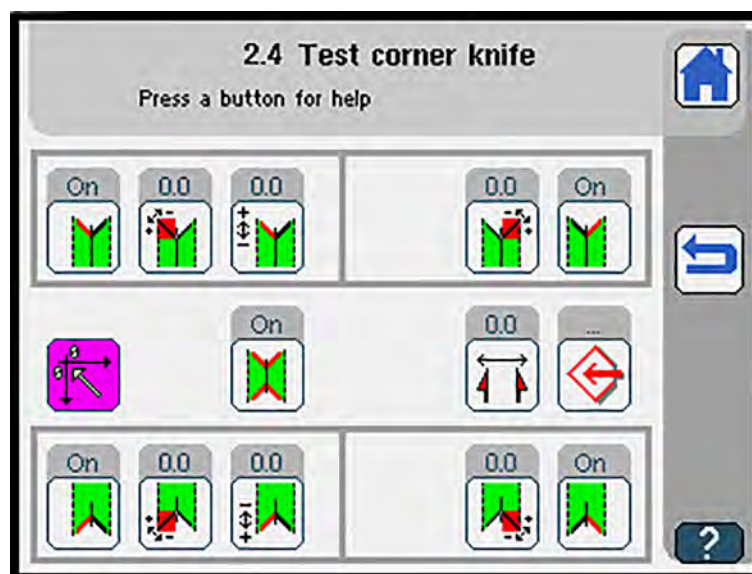 2.4 Test corner knife
Press a button for help
On 0.0 0.0 0.0 On
On 0.0 ...
On 0.0 0.0 0.0 On
?